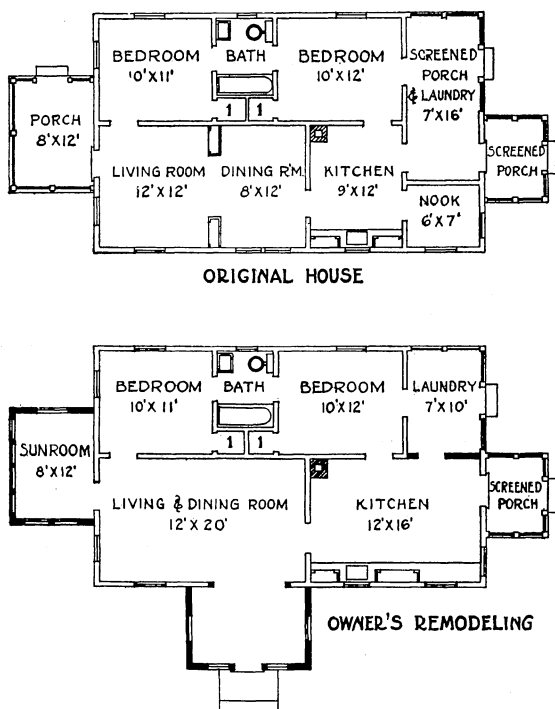 BEDROOM
10'X11'
BATH
BEDROOM
10'X12'
SCREENED
PORCH
& LAUNDRY
7'X16'
1
1
PORCH
8'X12'
LIVING ROOM
12'X12'
DINING R'M.
8'X12'
KITCHEN
9'X12'
SCREENED
PORCH
NOOK
6'X7'
ORIGINAL HOUSE
BEDROOM
10'X11'
BATH
BEDROOM
10'X12'
LAUNDRY
7'X10'
1
1
SUNROOM
8'X12'
LIVING & DINING ROOM
12'X20'
KITCHEN
12'X16'
SCREENED
PORCH
OWNER'S REMODELING